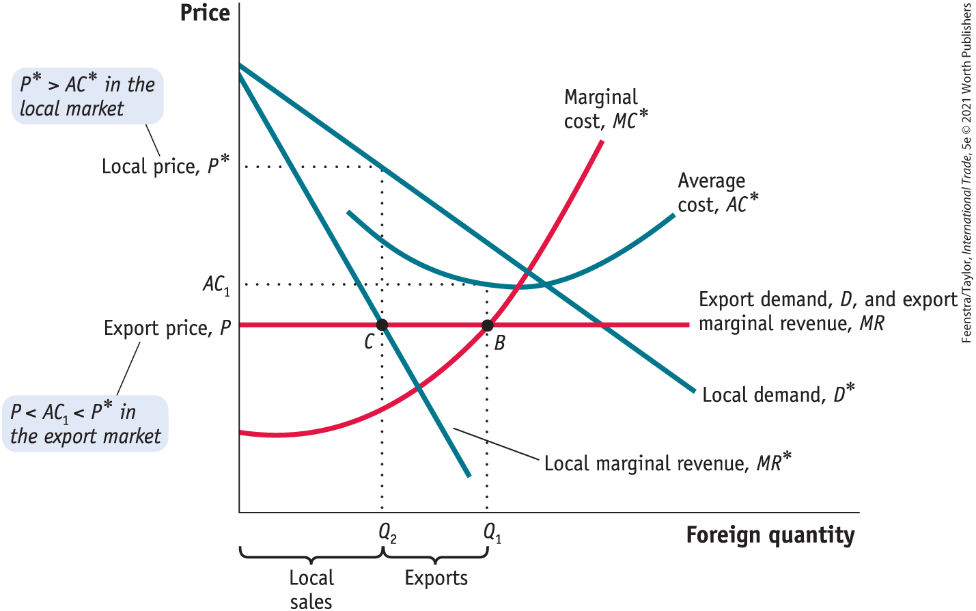 Price
P* > AC* in the
local market
Marginal
cost, MC*
Local price, P*
Average
cost, AC*
AC₁
Export demand, D, and export
marginal revenue, MR
Export price, P
C
B
Local demand, D*
P < AC₁ < P* in
the export market
Local marginal revenue, MR*
Q₂
Q₁
Foreign quantity
Local
sales
Exports
Feenstra/Taylor, International Trade, 5e © 2021 Worth Publishers